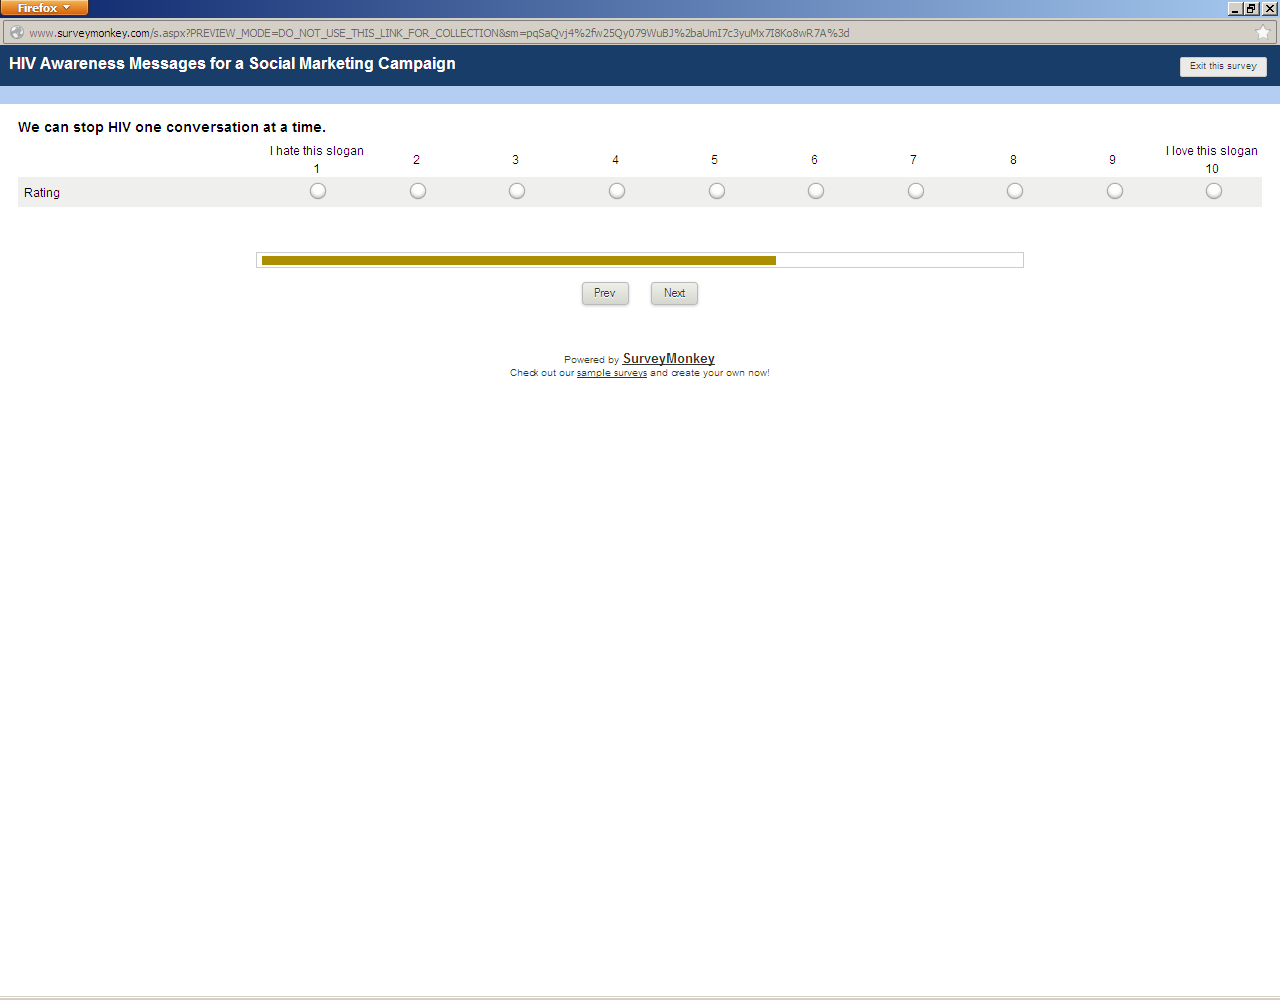 Firefox
www.surveymonkey.com/s.aspx?PREVIEW_MODE=DO_NOT_USE_THIS_LINK_FOR_COLLECTION&sm=pqSaQvj4%2fw25Qy079WuBJ%2baUmI7c3yuMx7I8Ko8wR7A%3d
HIV Awareness Messages for a Social Marketing Campaign
Exit this survey
We can stop HIV one conversation at a time.
I hate this slogan 1 2 3 4 5 6 7 8 9 I love this slogan 10
Rating
Prev Next
Powered by SurveyMonkey
Check out our sample surveys and create your own now!